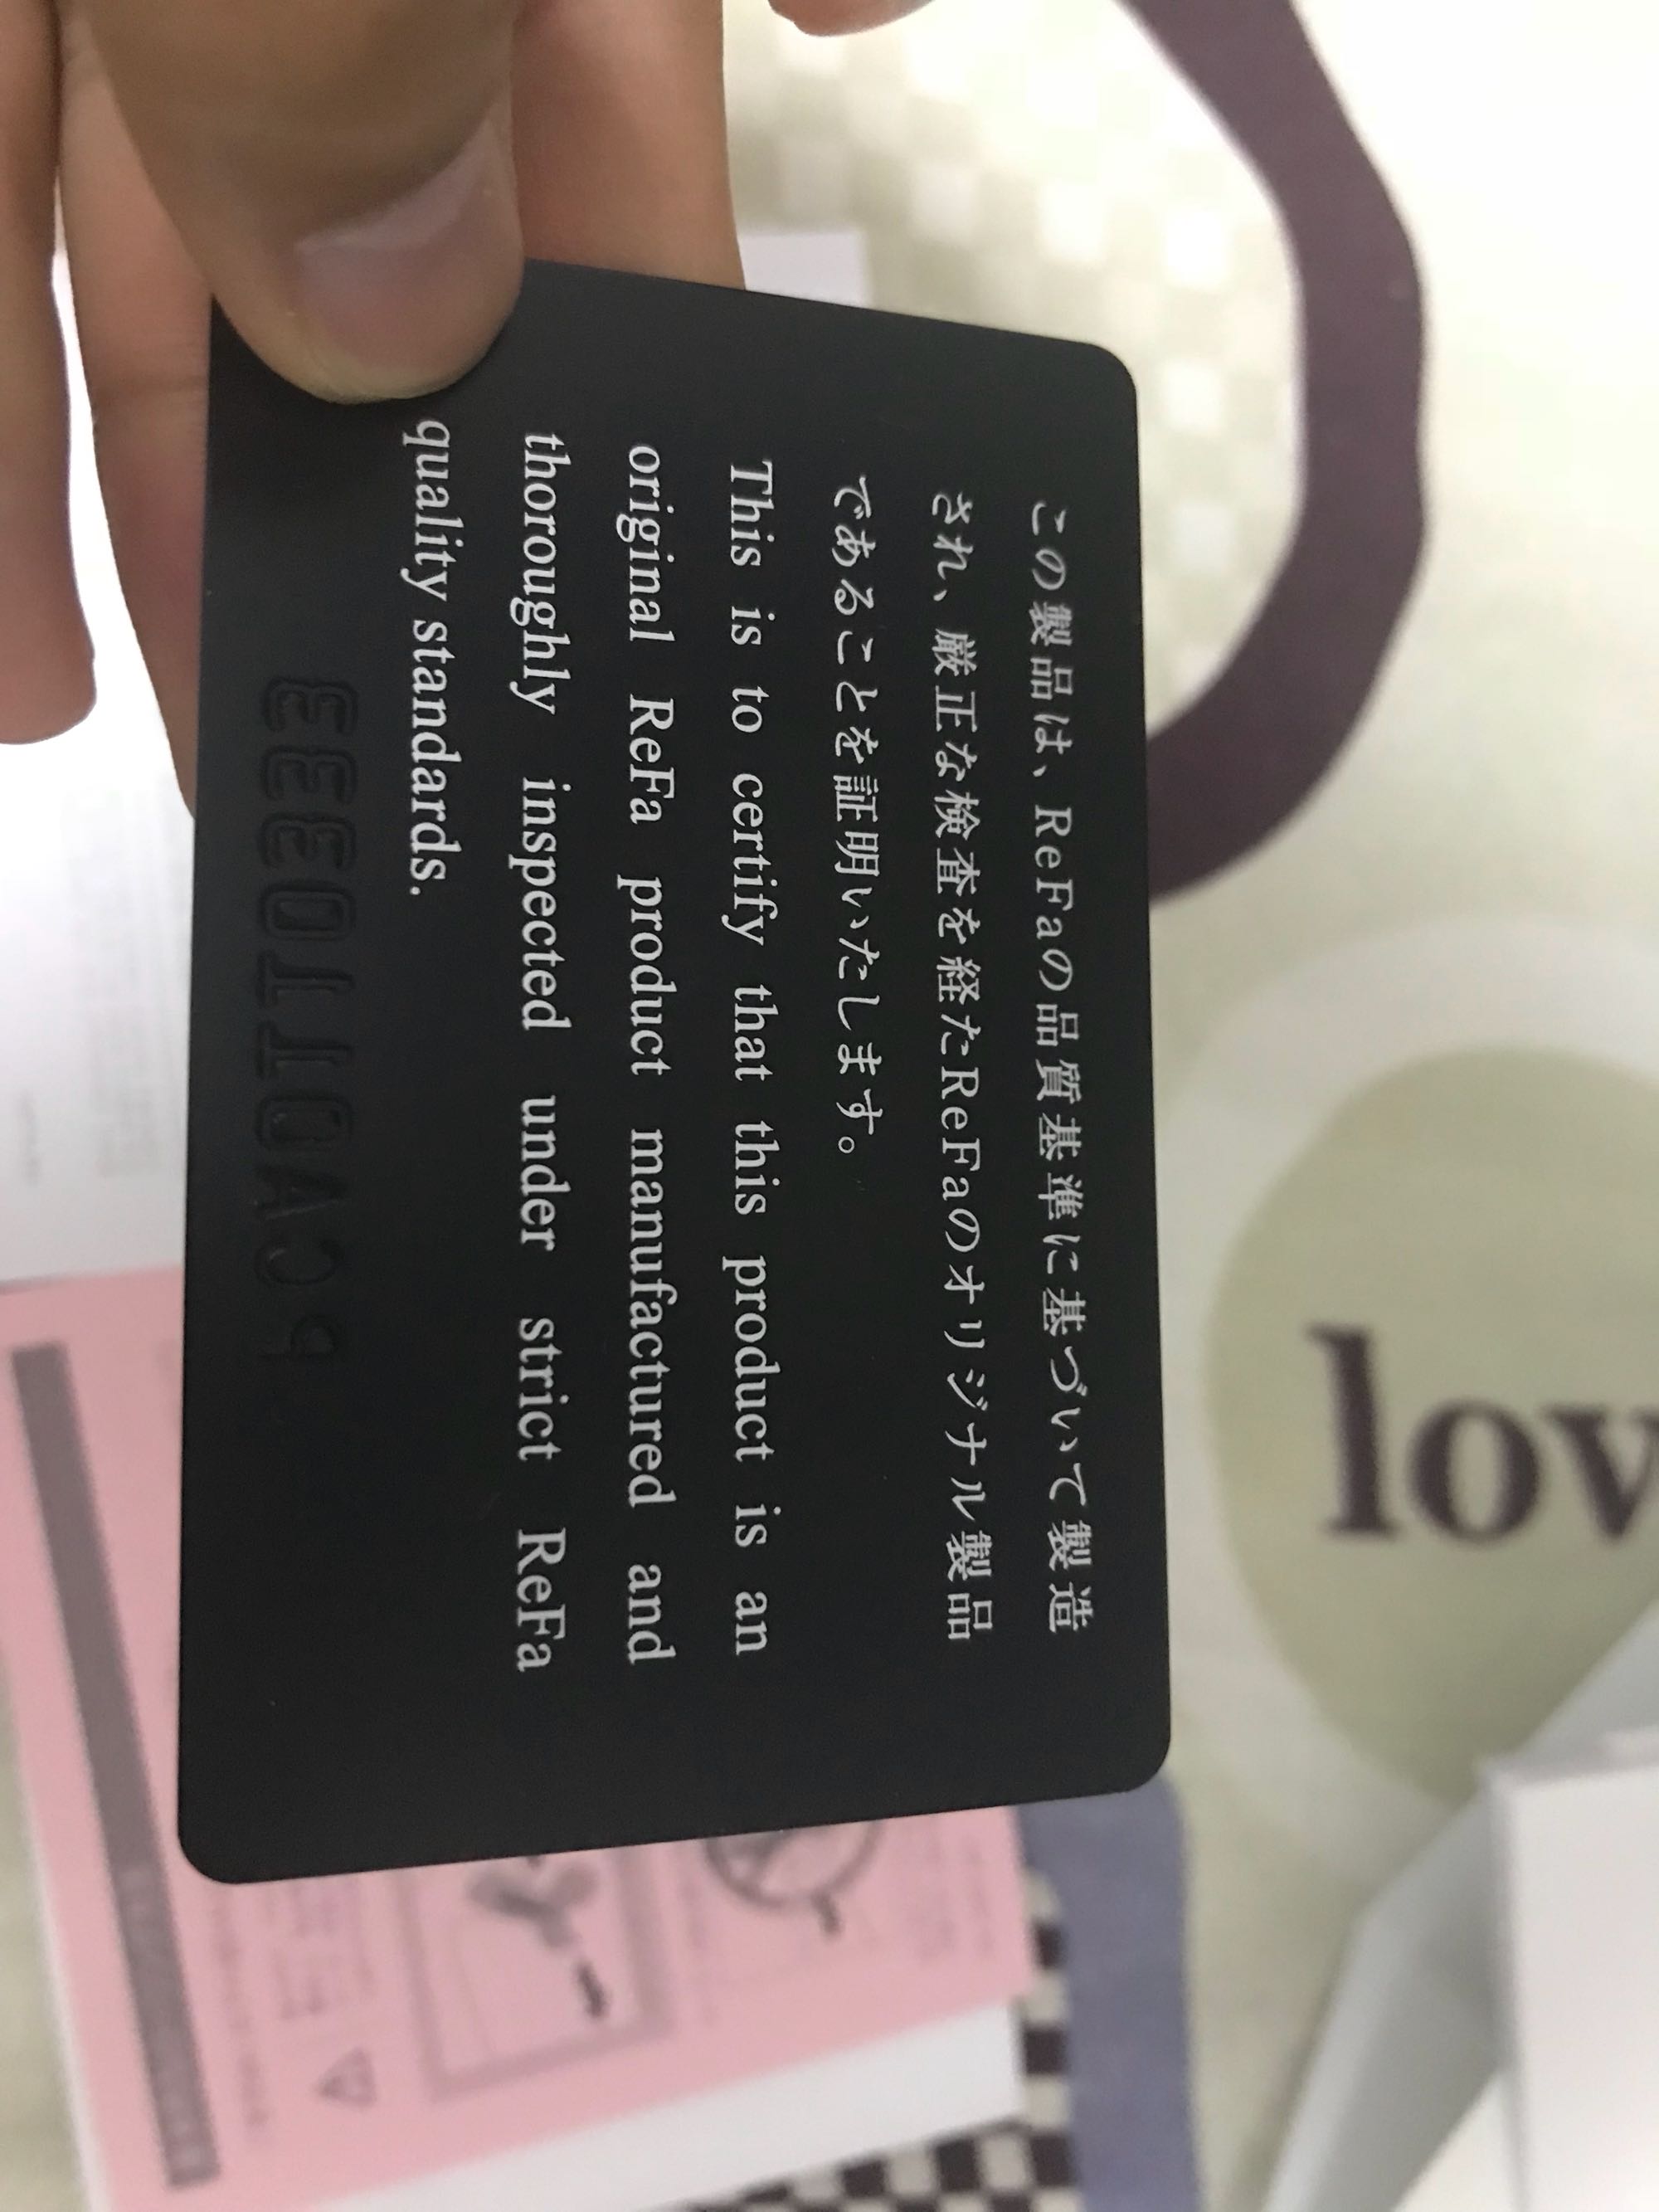 この製品は、ReFaの品質基準に基づいて製造
され、厳正な検査を経たReFaのオリジナル製品
であることを証明いたします。
This is to certify that this product is an
original ReFa product manufactured and
thoroughly inspected under strict ReFa
quality standards.
lov